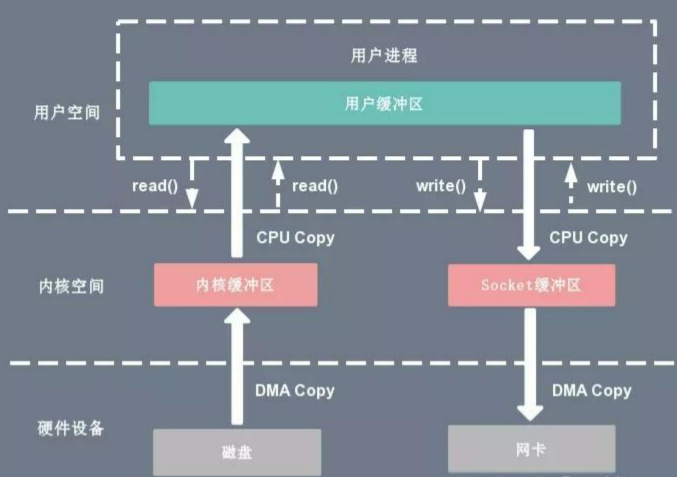 用户进程
用户缓冲区
用户空间
read()
read()
write()
write()
CPU Copy
CPU Copy
内核空间
内核缓冲区
Socket缓冲区
DMA Copy
DMA Copy
硬件设备
磁盘
网卡